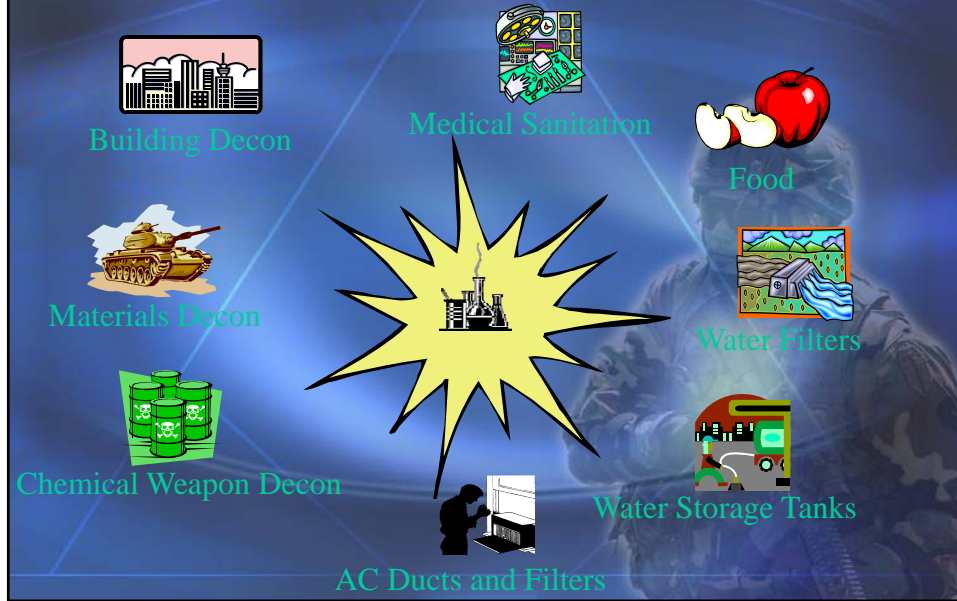 Medical Sanitation
Building Decon
Food
Materials Decon
Water Filters
Chemical Weapon Decon
Water Storage Tanks
AC Ducts and Filters